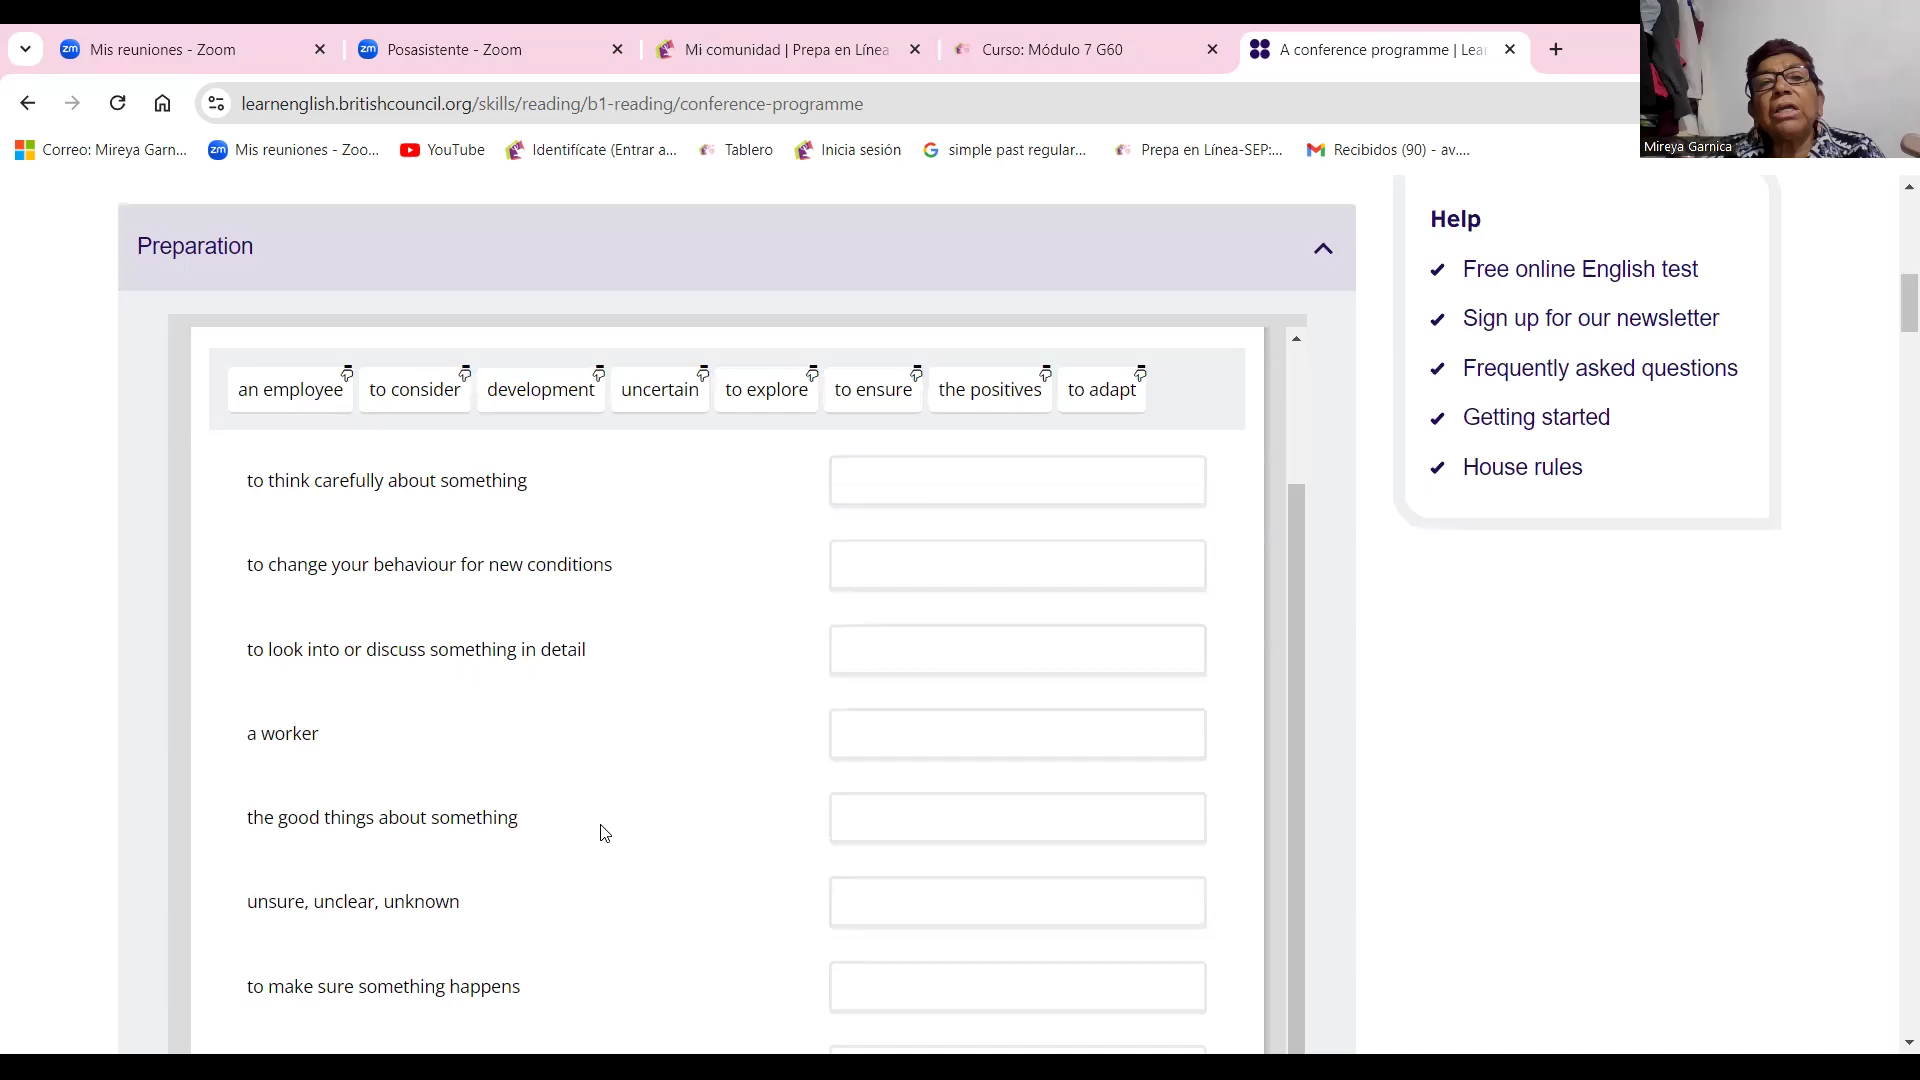 Mis reuniones - Zoom
Posasistente - Zoom
Mi comunidad | Prepa en Línea
Curso: Módulo 7 G60
A conference programme | Lear
learnenglish.britishcouncil.org/skills/reading/b1-reading/conference-programme
Correo: Mireya Garn...
Mis reuniones - Zoo...
YouTube
Identifícate (Entrar a...
Tablero
Inicia sesión
simple past regular...
Prepa en Línea-SEP:...
Recibidos (90) - av....
Mireya Garnica
Preparation
an employee
to consider
development
uncertain
to explore
to ensure
the positives
to adapt
to think carefully about something
to change your behaviour for new conditions
to look into or discuss something in detail
a worker
the good things about something
unsure, unclear, unknown
to make sure something happens
Help
Free online English test
Sign up for our newsletter
Frequently asked questions
Getting started
House rules